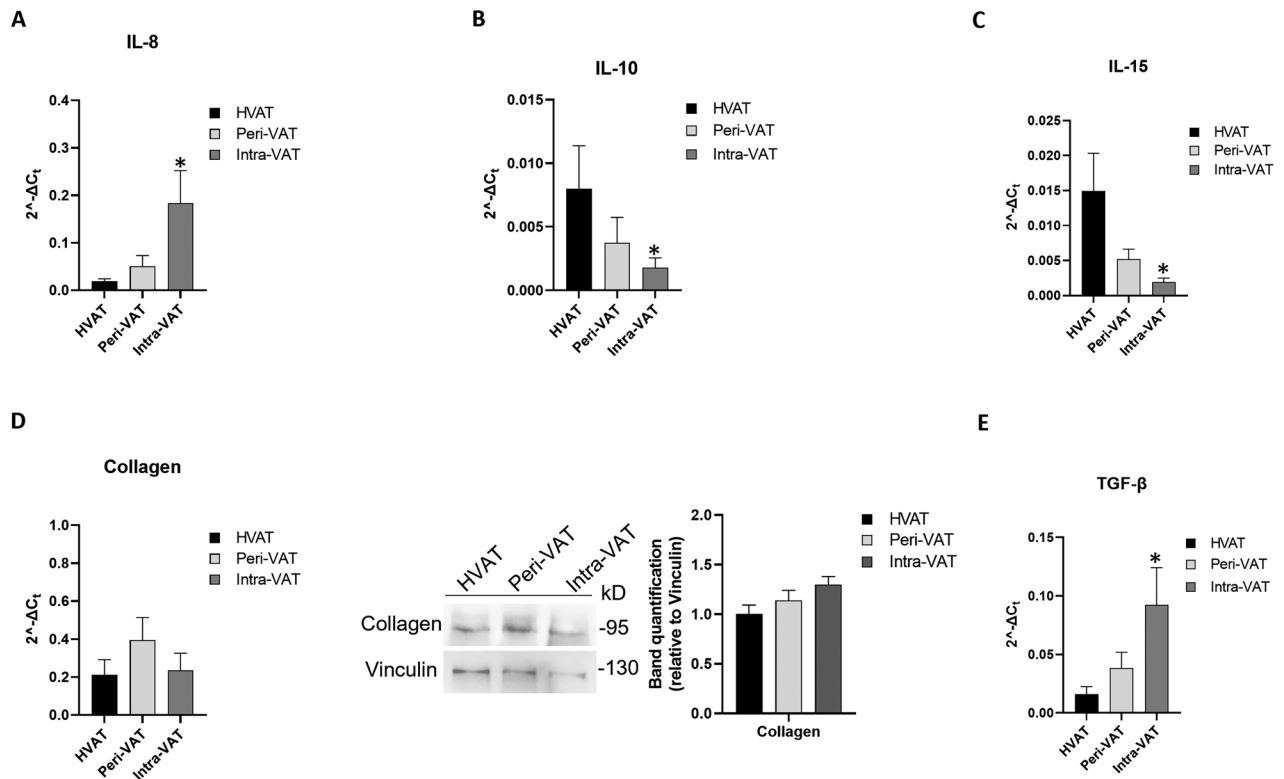 A
IL-8
2^-ΔCt
0.4
0.3
0.2
0.1
0.0
*
HVAT
Peri-VAT
Intra-VAT
HVAT
Peri-VAT
Intra-VAT
B
IL-10
2^-ΔCt
0.015
0.010
0.005
0.000
*
HVAT
Peri-VAT
Intra-VAT
HVAT
Peri-VAT
Intra-VAT
C
IL-15
2^-ΔCt
0.025
0.020
0.015
0.010
0.005
0.000
*
HVAT
Peri-VAT
Intra-VAT
HVAT
Peri-VAT
Intra-VAT
D
Collagen
2^-ΔCt
1.0
0.8
0.6
0.4
0.2
0.0
HVAT
Peri-VAT
Intra-VAT
HVAT
Peri-VAT
Intra-VAT
HVAT
Peri-VAT
Intra-VAT
kD
Collagen
-95
Vinculin
-130
Band quantification
(relative to Vinculin)
2.0
1.5
1.0
0.5
0.0
Collagen
HVAT
Peri-VAT
Intra-VAT
E
TGF-β
2^-ΔCt
0.15
0.10
0.05
0.00
*
HVAT
Peri-VAT
Intra-VAT
HVAT
Peri-VAT
Intra-VAT